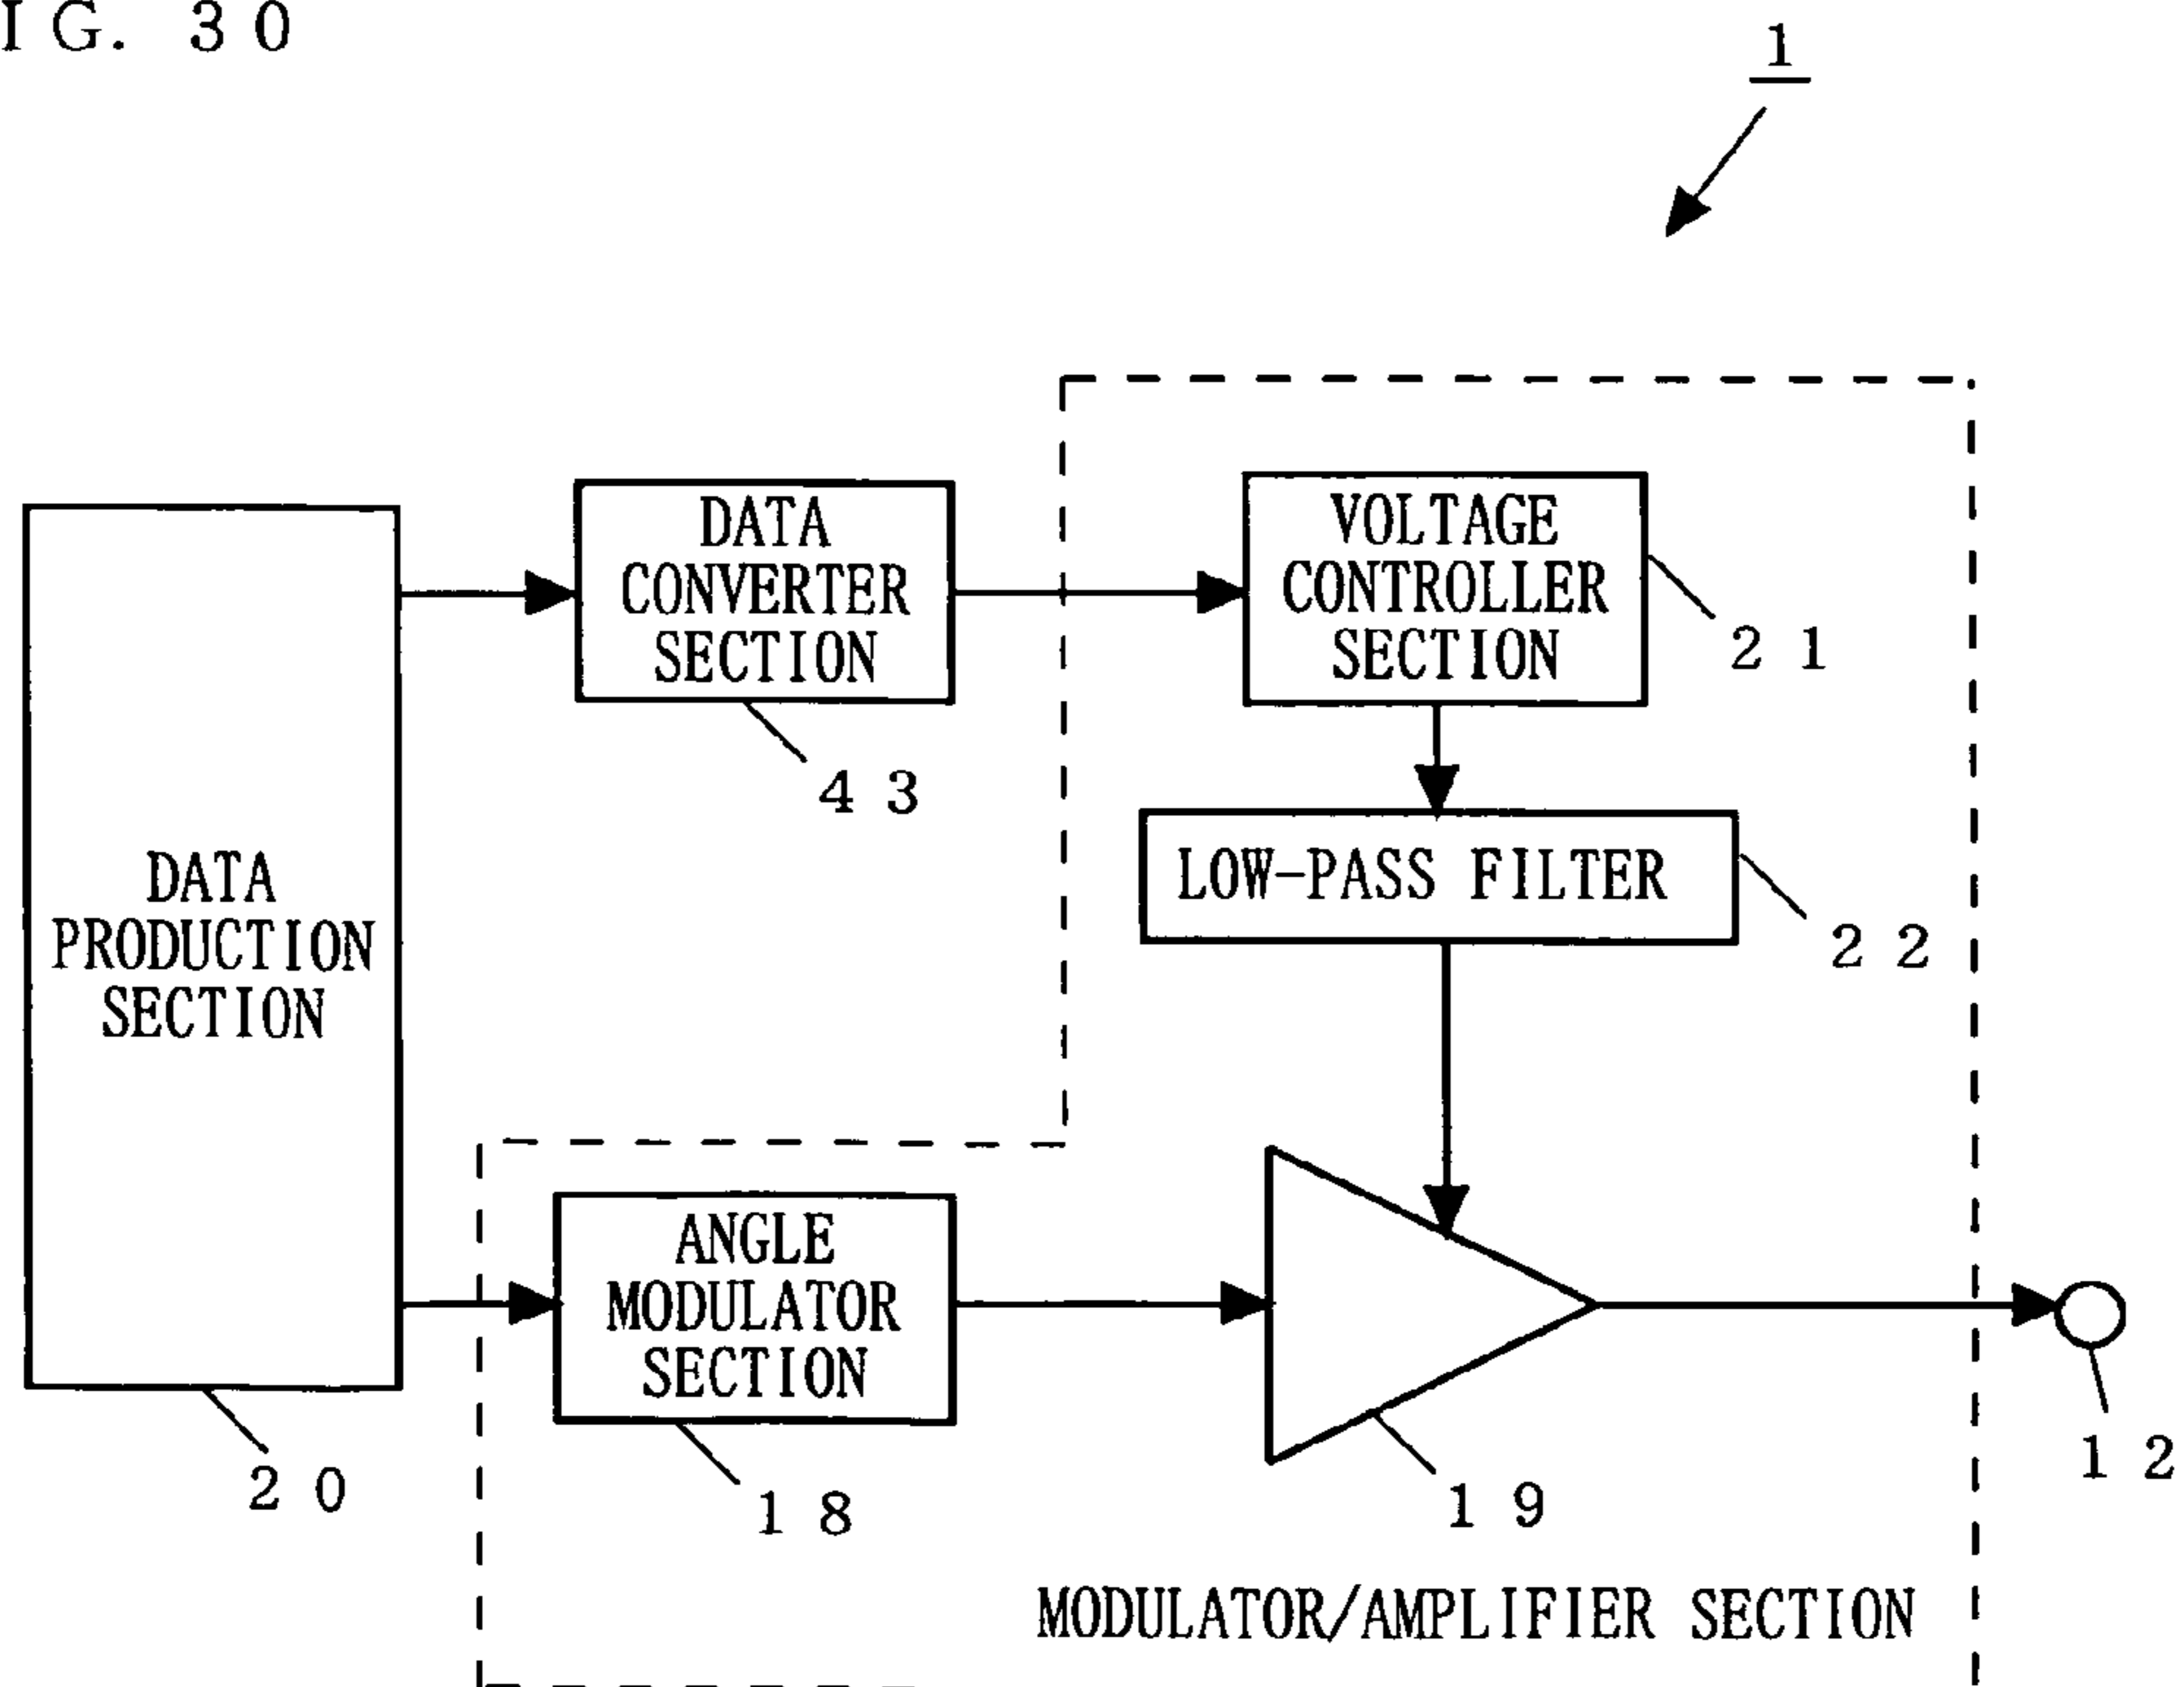 IG. 30
1
DATA
CONVERTER
SECTION
43
VOLTAGE
CONTROLLER
SECTION
21
LOW-PASS FILTER
22
DATA
PRODUCTION
SECTION
20
ANGLE
MODULATOR
SECTION
18
19
12
MODULATOR/AMPLIFIER SECTION